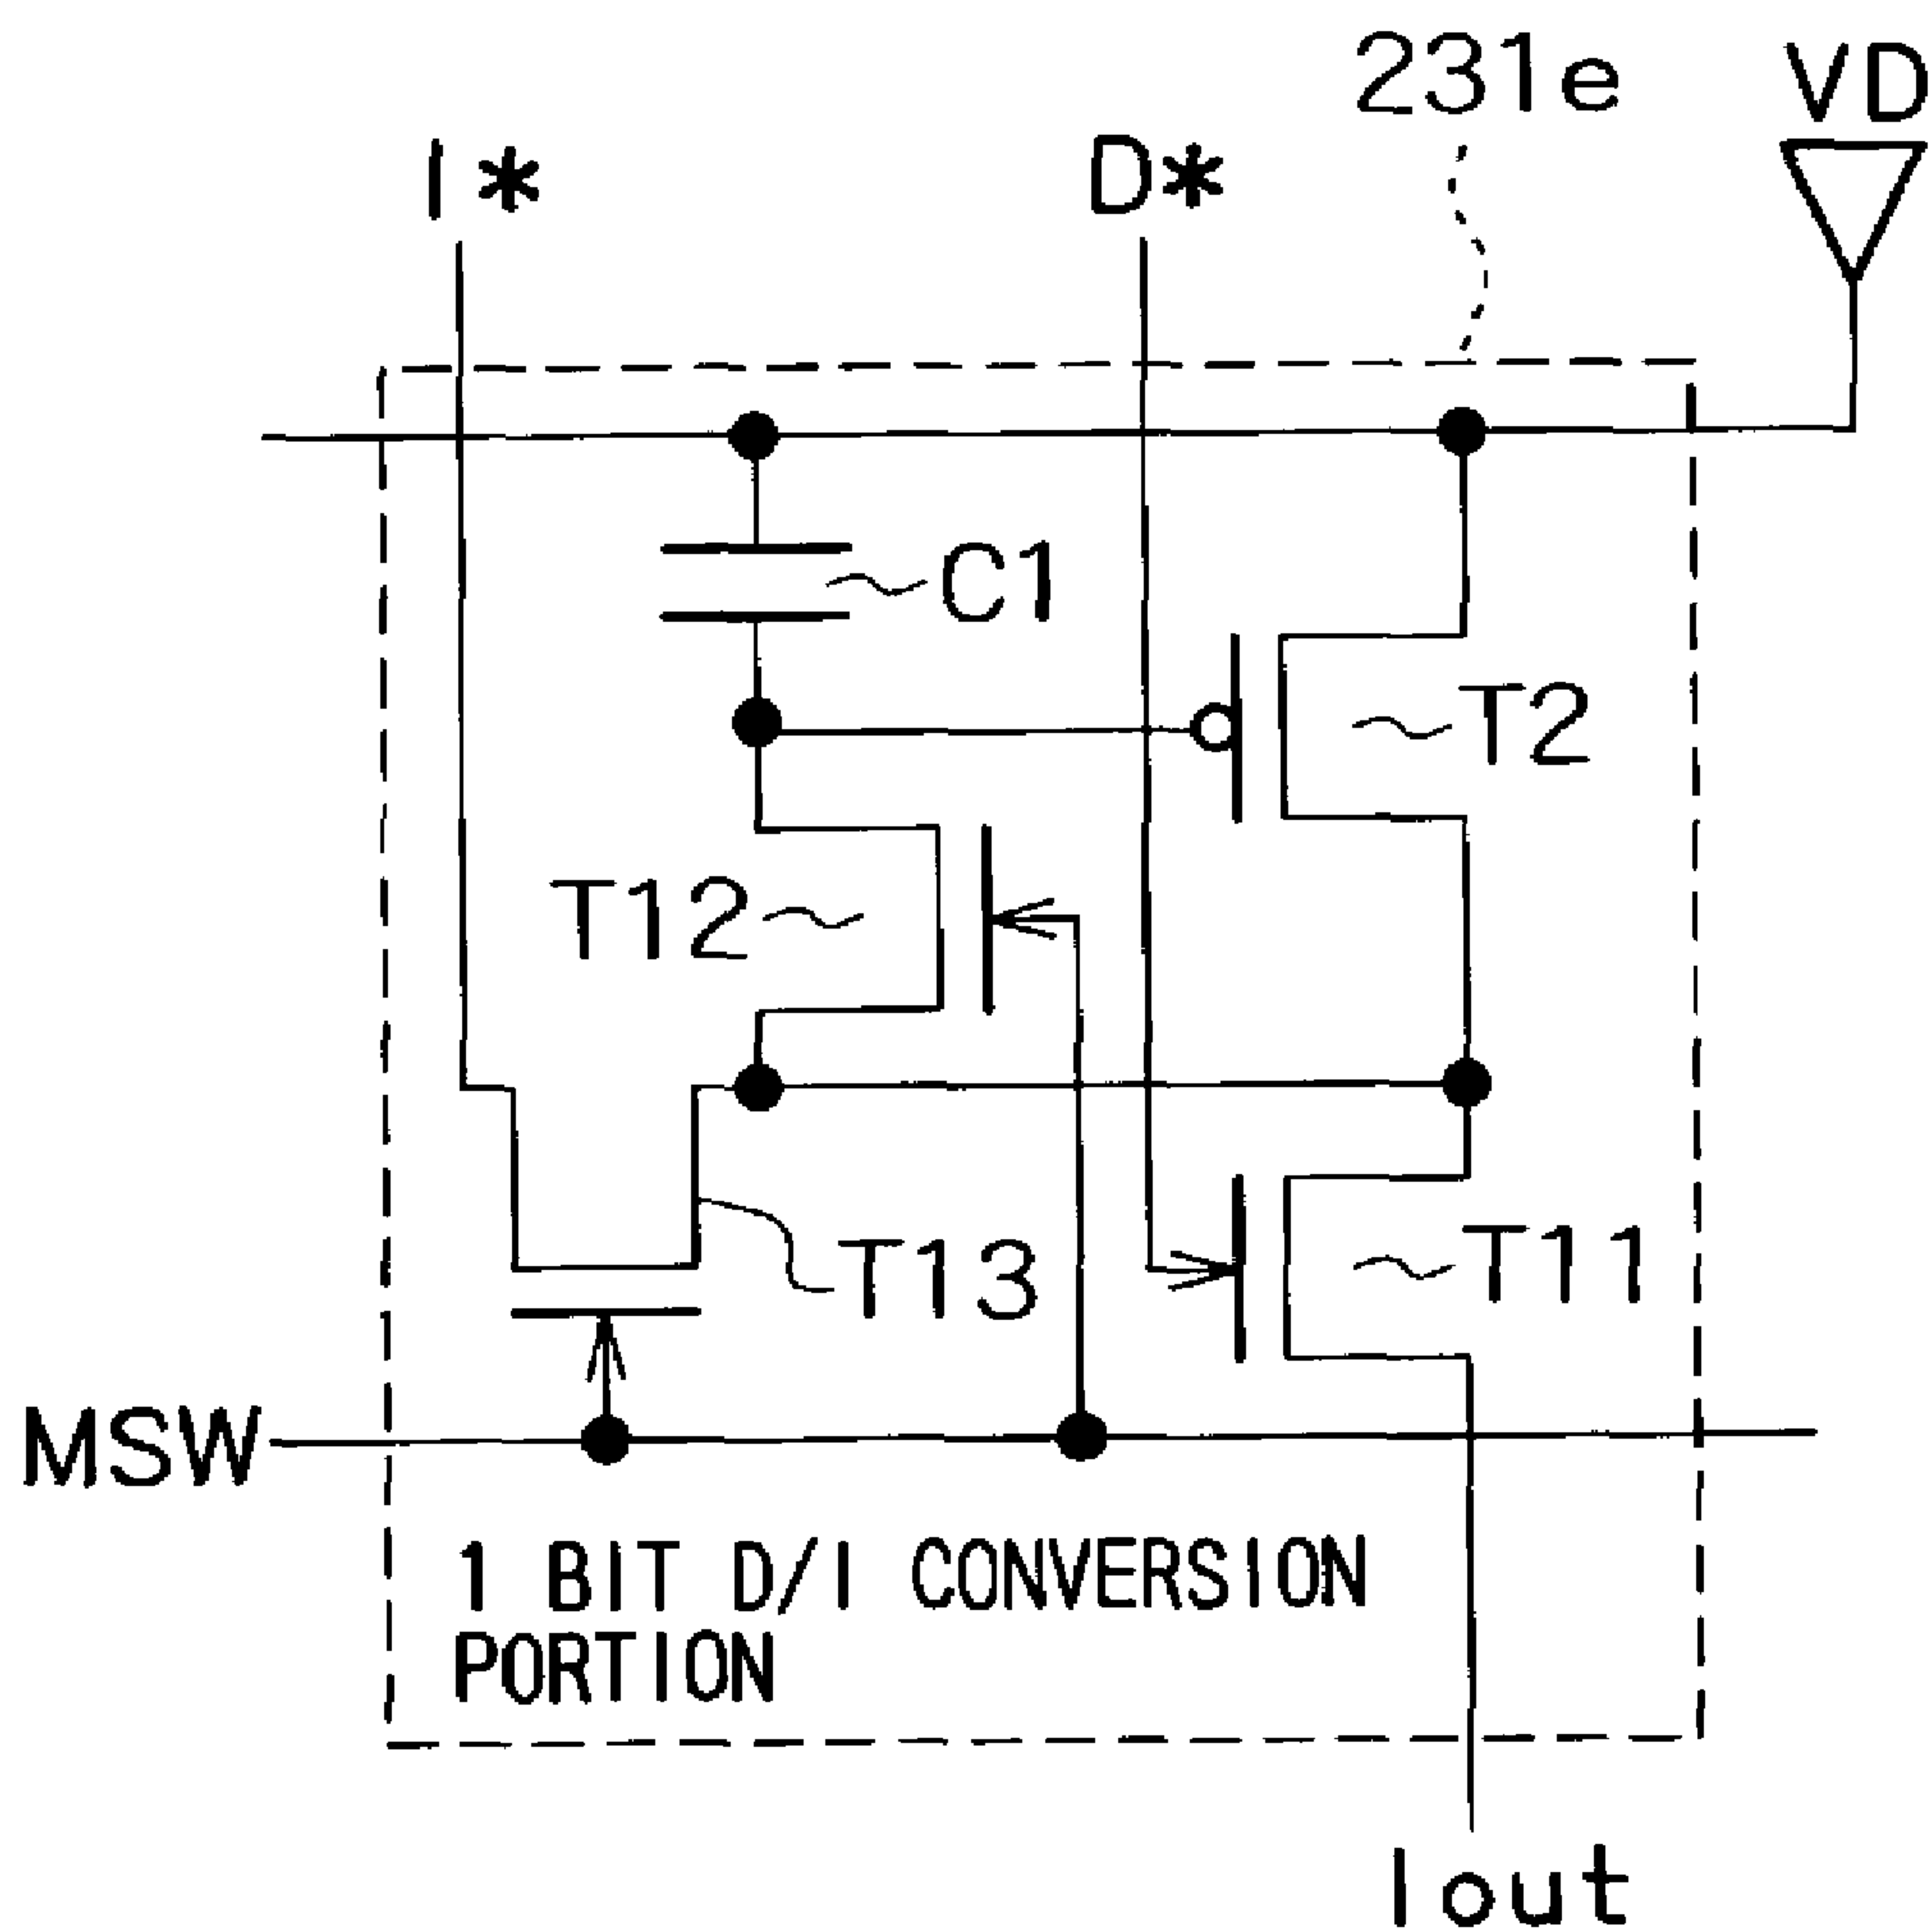 231e
VD
I*
D*
C1
T2
T12
T13
T11
MSW
1 BIT D/I CONVERSION
PORTION
Iout